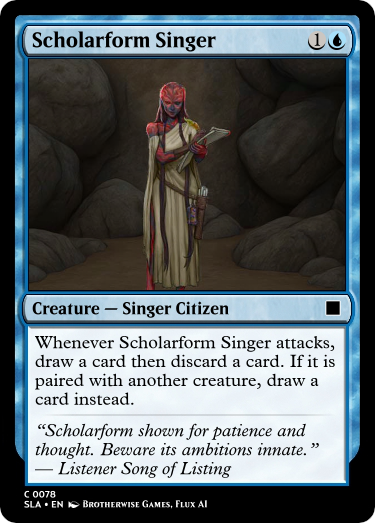 Scholarform Singer 1
Creature — Singer Citizen
Whenever Scholarform Singer attacks,
draw a card then discard a card. If it is
paired with another creature, draw a
card instead.
“Scholarform shown for patience and
thought. Beware its ambitions innate.”
— Listener Song of Listing
C 0078
SLA • EN Brotherwise Games, Flux AI